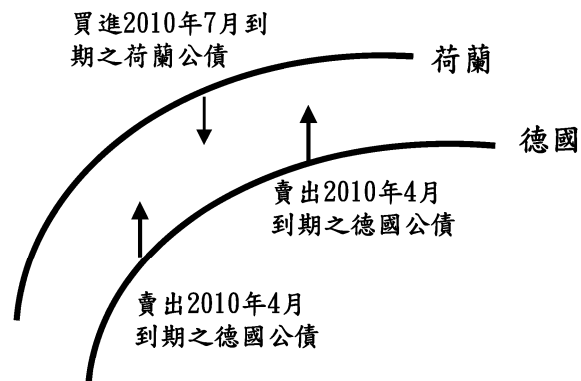 買進2010年7月到
期之荷蘭公債
荷蘭
德國
賣出2010年4月
到期之德國公債
賣出2010年4月
到期之德國公債